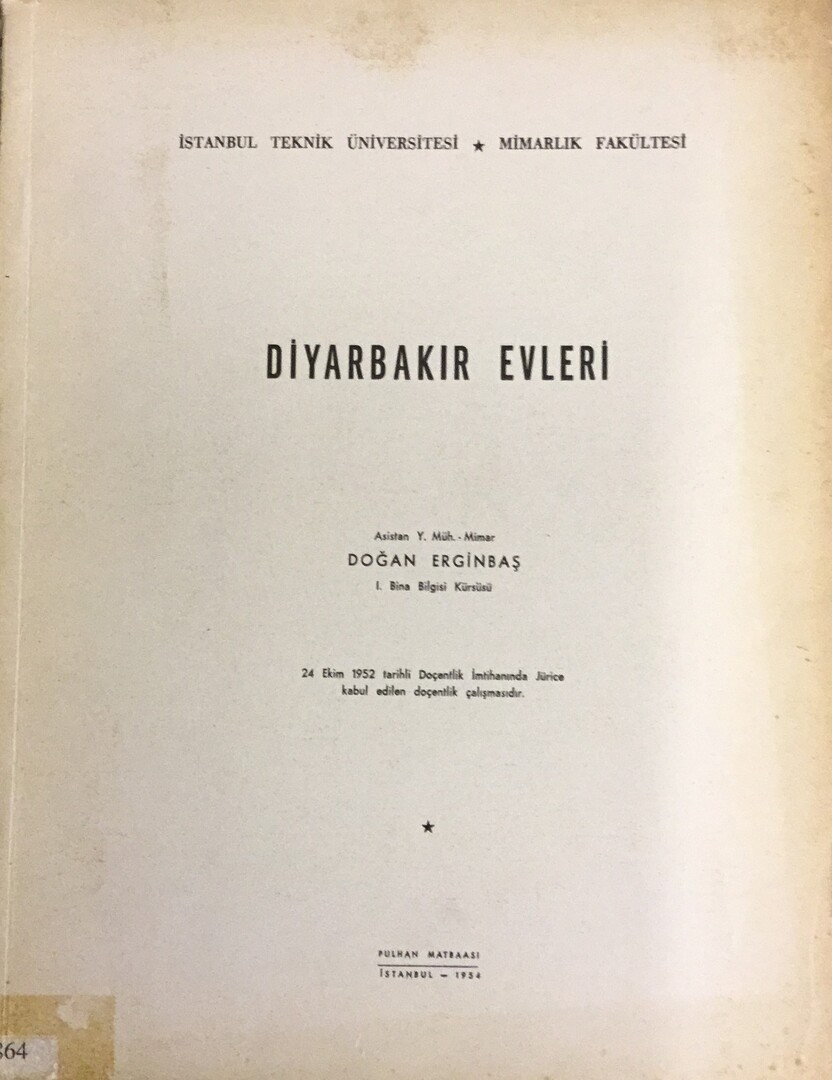 İSTANBUL TEKNİK ÜNİVERSİTESİ ★ MİMARLIK FAKÜLTESİ
DİYARBAKIR EVLERİ
Asistan Y. Müh. - Mimar
DOĞAN ERGİNBAŞ
I. Bina Bilgisi Kürsüsü
24 Ekim 1952 tarihli Doçentlik İmtihanında Jürice
kabul edilen doçentlik çalışmasıdır.
★
PULHAN MATBAASI
İSTANBUL — 1954